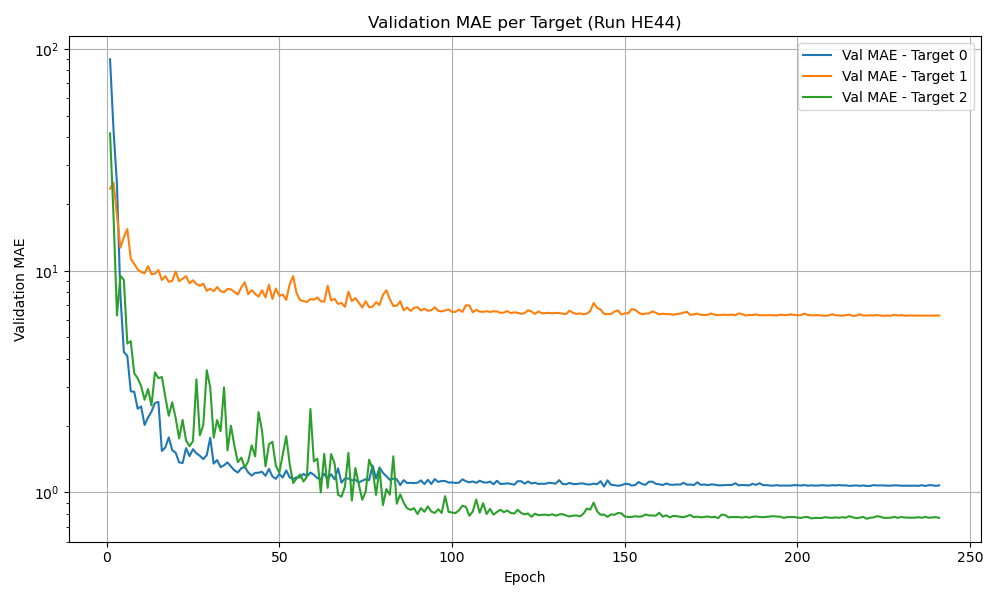 Validation MAE per Target (Run HE44)
Val MAE - Target 0
Val MAE - Target 1
Val MAE - Target 2
Validation MAE
10²
10¹
10⁰
0 50 100 150 200 250
Epoch